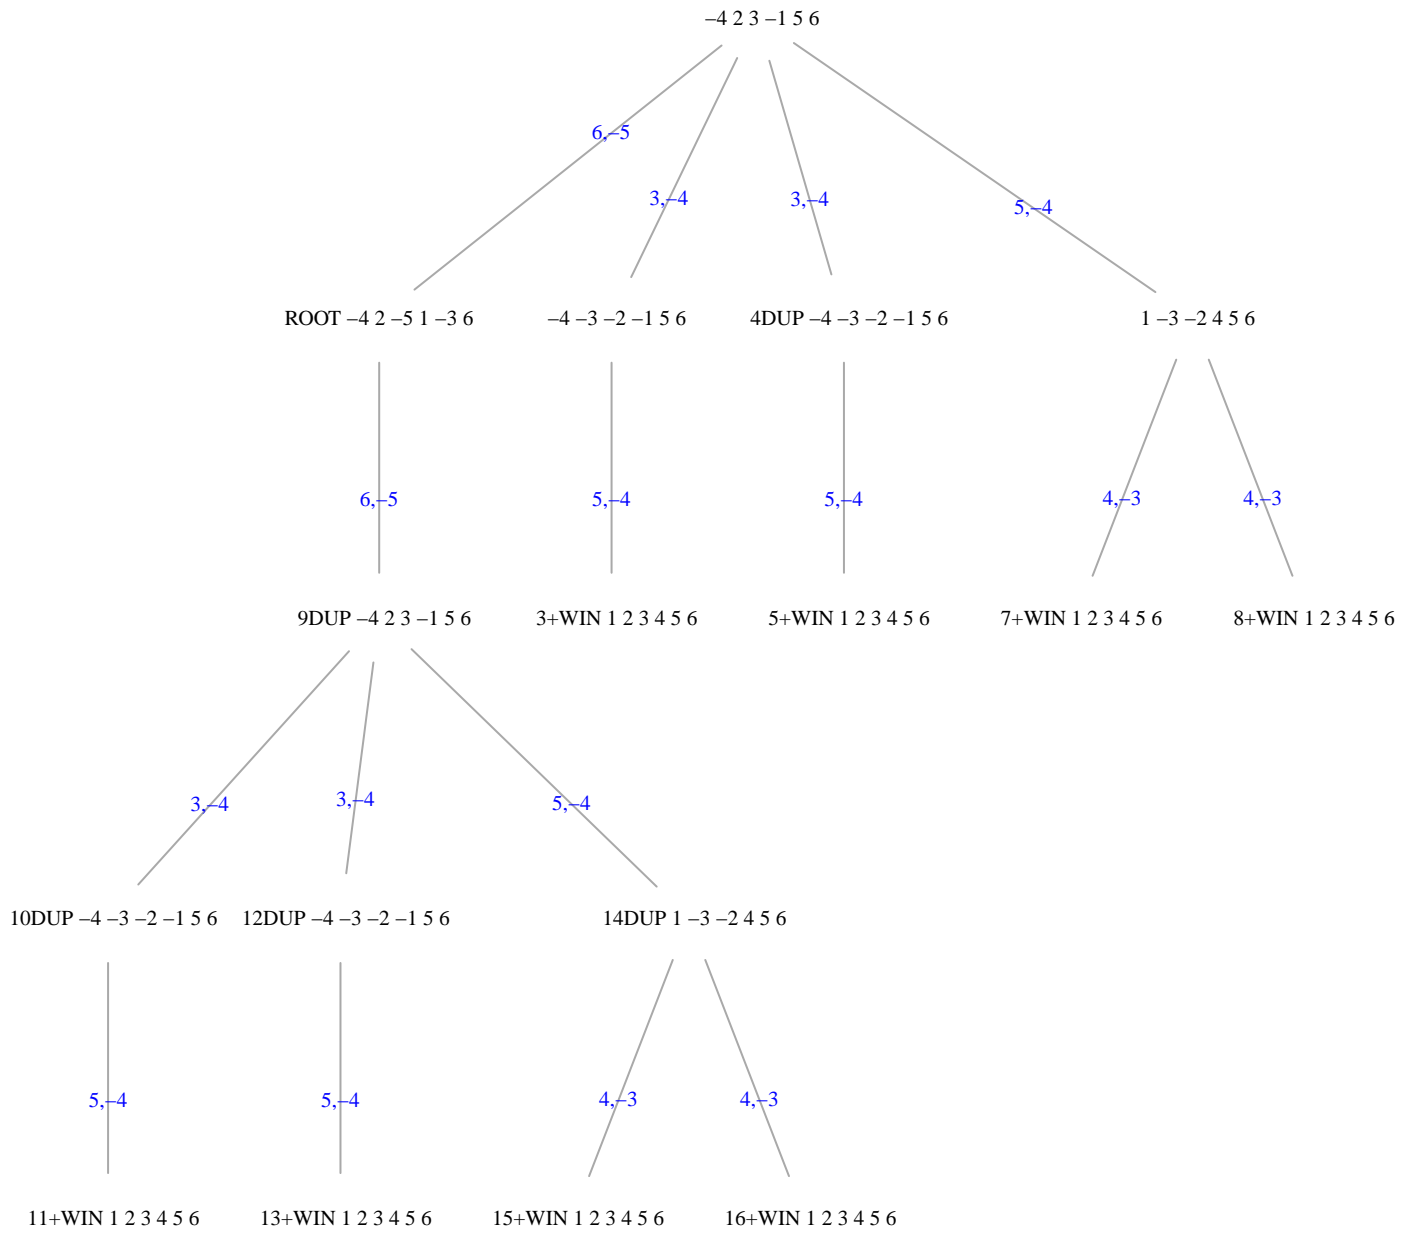 −4 2 3 −1 5 6
6,−5
3,−4
3,−4
5,−4
ROOT −4 2 −5 1 −3 6
−4 −3 −2 −1 5 6
4DUP −4 −3 −2 −1 5 6
1 −3 −2 4 5 6
6,−5
5,−4
5,−4
4,−3
4,−3
9DUP −4 2 3 −1 5 6
3+WIN 1 2 3 4 5 6
5+WIN 1 2 3 4 5 6
7+WIN 1 2 3 4 5 6
8+WIN 1 2 3 4 5 6
3,−4
3,−4
5,−4
10DUP −4 −3 −2 −1 5 6
12DUP −4 −3 −2 −1 5 6
14DUP 1 −3 −2 4 5 6
5,−4
5,−4
4,−3
4,−3
11+WIN 1 2 3 4 5 6
13+WIN 1 2 3 4 5 6
15+WIN 1 2 3 4 5 6
16+WIN 1 2 3 4 5 6